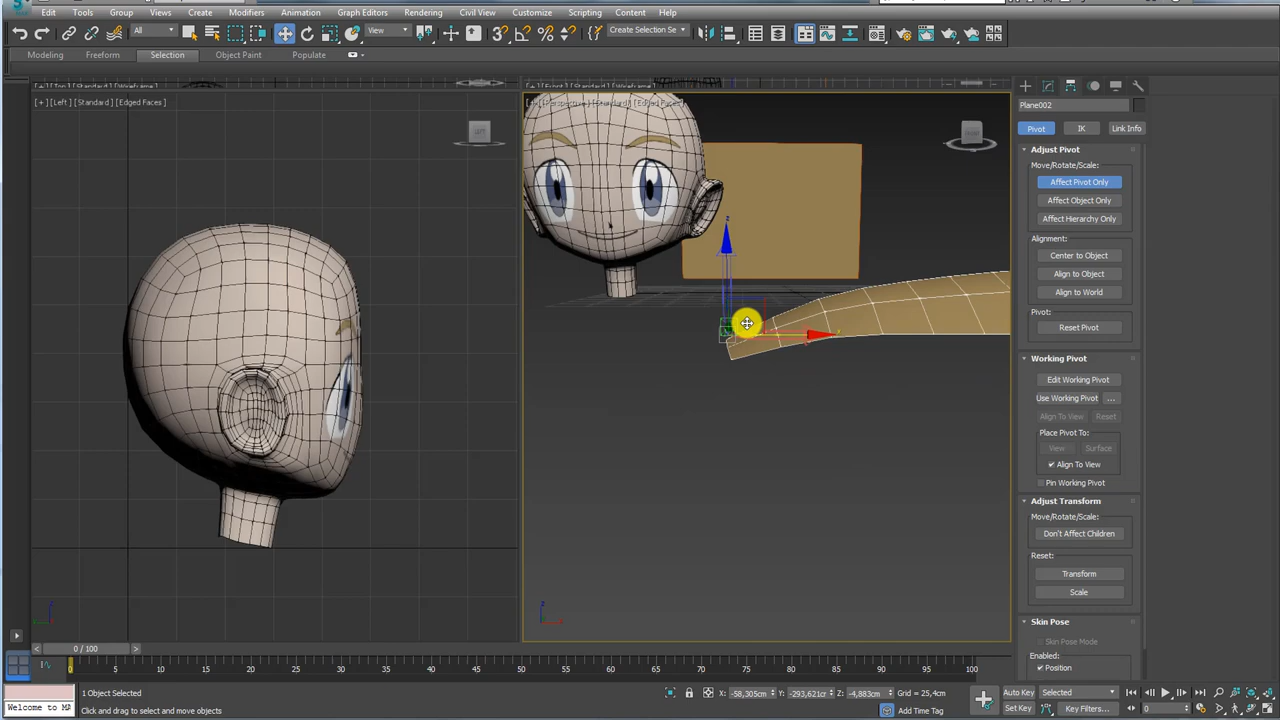 Edit Tools Group Views Create Modifiers Animation Graph Editors Rendering Civil View Customize Scripting Content Help
All View Create Selection Se
Modeling Freeform Selection Object Paint Populate
[+] [Left] [Standard] [Edged Faces]
[+] [Perspective] [Standard] [Edged Faces]
Plane002
Pivot IK Link Info
Adjust Pivot
Move/Rotate/Scale:
Affect Pivot Only
Affect Object Only
Affect Hierarchy Only
Alignment:
Center to Object
Align to Object
Align to World
Pivot:
Reset Pivot
Working Pivot
Edit Working Pivot
Use Working Pivot ...
Align To View Reset
Place Pivot To:
View Surface
Align To View
Pin Working Pivot
Adjust Transform
Move/Rotate/Scale:
Don't Affect Children
Reset:
Transform
Scale
Skin Pose
Skin Pose Mode
Enabled:
Position
0 / 100
0 5 10 15 20 25 30 35 40 45 50 55 60 65 70 75 80 85 90 95 100
1 Object Selected
X: -58,305cm Y: -293,621cm Z: -4,883cm Grid = 25,4cm
Auto Key Selected
Welcome to MA
Click and drag to select and move objects
Add Time Tag
Set Key Key Filters... 0